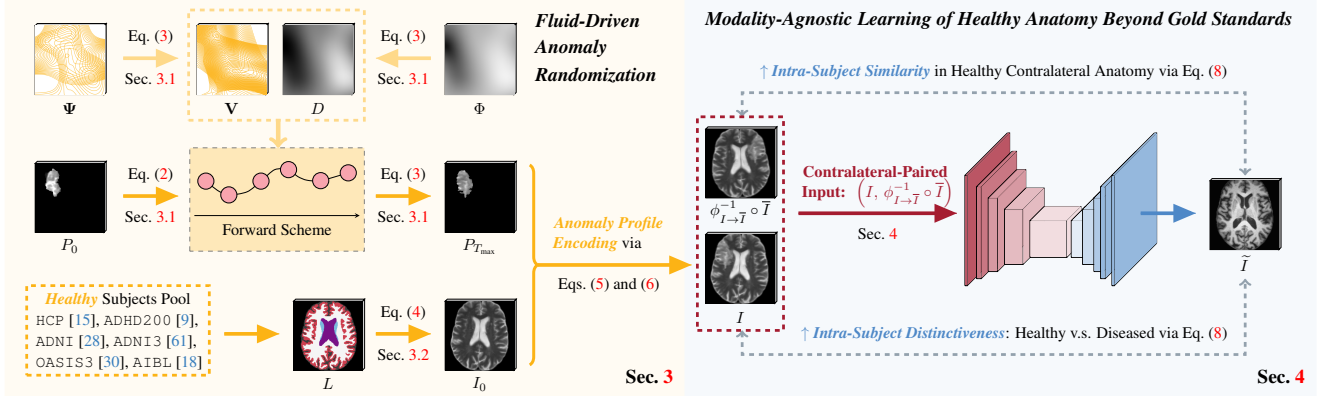 Fluid-Driven
Anomaly
Randomization
Eq. (3)
Sec. 3.1
Eq. (3)
Sec. 3.1
Ψ
V
D
Φ
Eq. (2)
Sec. 3.1
Forward Scheme
Eq. (3)
Sec. 3.1
P_0
P_{T_max}
Healthy Subjects Pool
HCP [15], ADHD200 [9],
ADNI [28], ADNI3 [61],
OASIS3 [30], AIBL [18]
Eq. (4)
Sec. 3.2
L
I_0
Anomaly Profile
Encoding via
Eqs. (5) and (6)
Sec. 3
Modality-Agnostic Learning of Healthy Anatomy Beyond Gold Standards
↑ Intra-Subject Similarity in Healthy Contralateral Anatomy via Eq. (8)
ϕ^{-1}_{I→Ī} ∘ Ī
I
Contralateral-Paired
Input: (I, ϕ^{-1}_{I→Ī} ∘ Ī)
Sec. 4
Ĩ
↑ Intra-Subject Distinctiveness: Healthy v.s. Diseased via Eq. (8)
Sec. 4